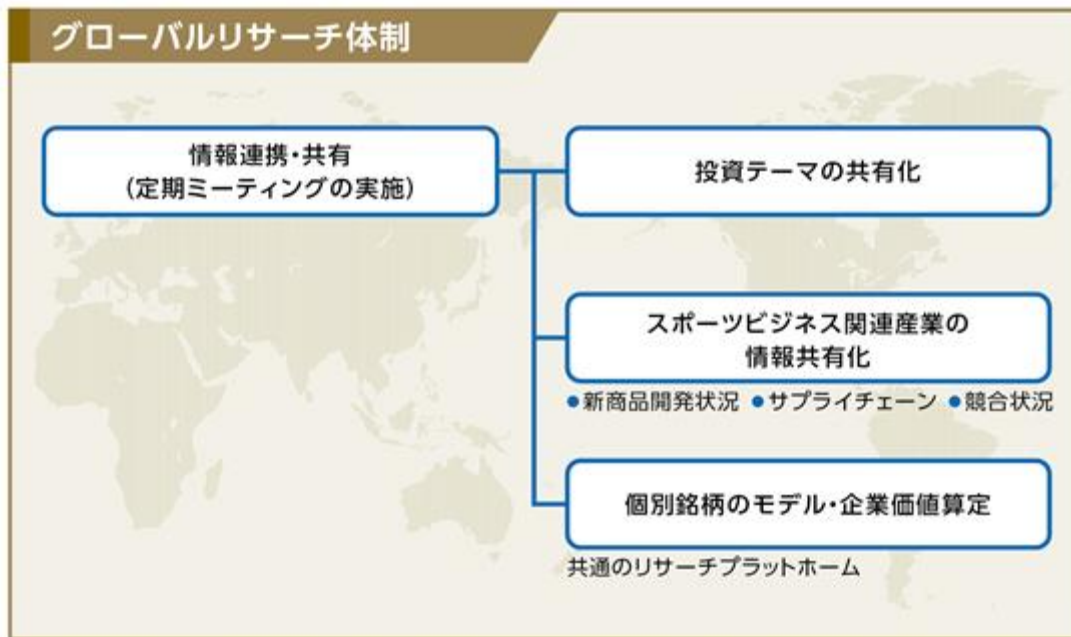 グローバルリサーチ体制
情報連携・共有
(定期ミーティングの実施)
投資テーマの共有化
スポーツビジネス関連産業の
情報共有化
●新商品開発状況 ●サプライチェーン ●競合状況
個別銘柄のモデル・企業価値算定
共通のリサーチプラットホーム